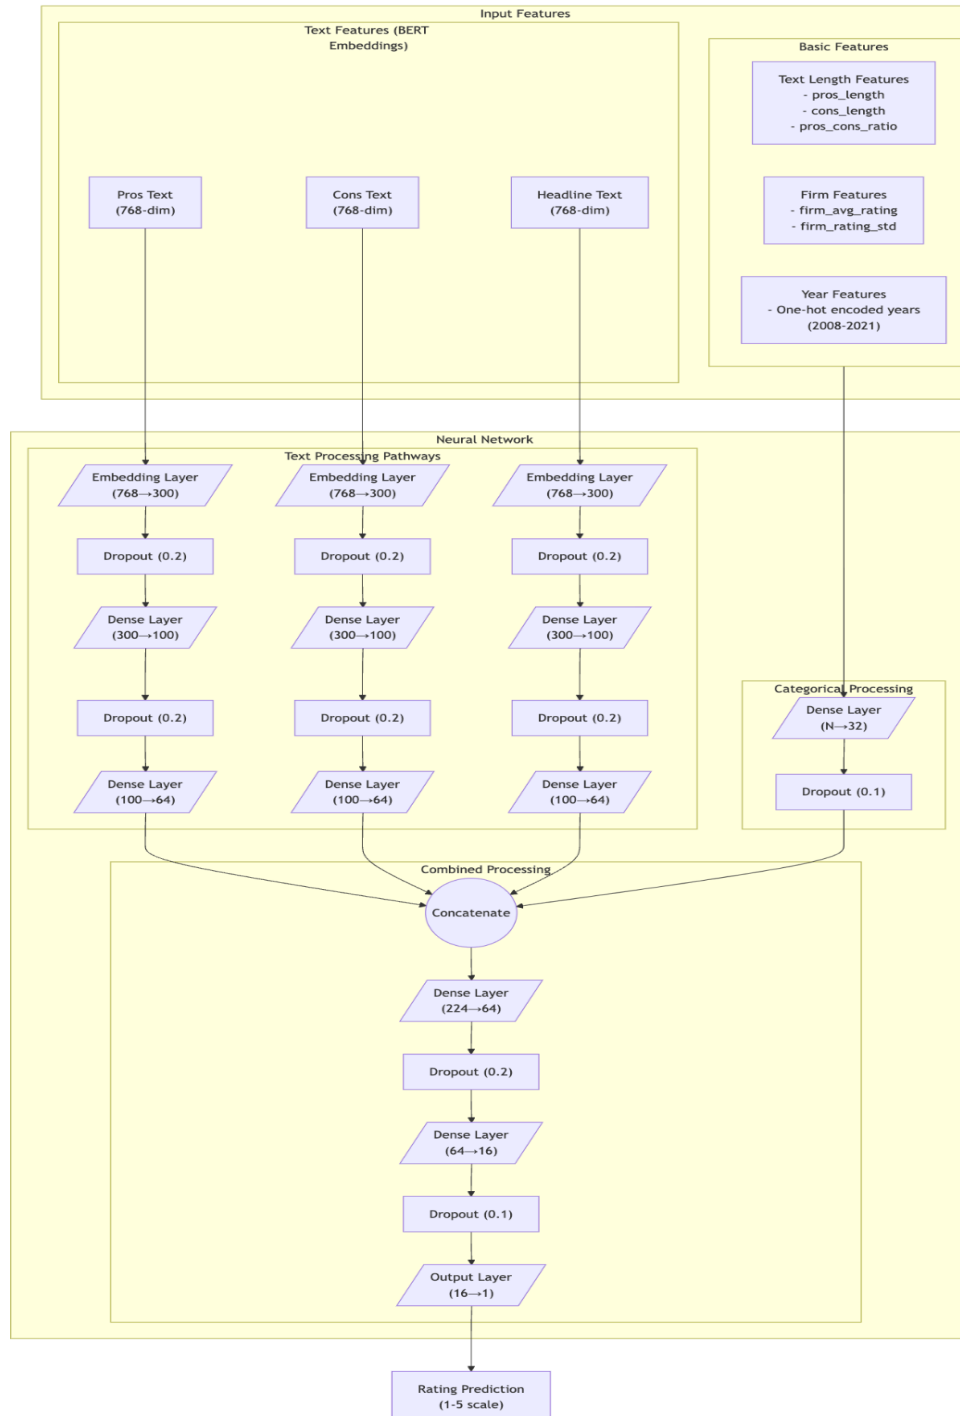 Input Features
Text Features (BERT
Embeddings)
Basic Features
Text Length Features
- pros_length
- cons_length
- pros_cons_ratio
Pros Text
(768-dim)
Cons Text
(768-dim)
Headline Text
(768-dim)
Firm Features
- firm_avg_rating
- firm_rating_std
Year Features
- One-hot encoded years
(2008-2021)
Neural Network
Text Processing Pathways
Embedding Layer
(768→300)
Embedding Layer
(768→300)
Embedding Layer
(768→300)
Dropout (0.2)
Dropout (0.2)
Dropout (0.2)
Dense Layer
(300→100)
Dense Layer
(300→100)
Dense Layer
(300→100)
Dropout (0.2)
Dropout (0.2)
Dropout (0.2)
Dense Layer
(100→64)
Dense Layer
(100→64)
Dense Layer
(100→64)
Categorical Processing
Dense Layer
(N→32)
Dropout (0.1)
Combined Processing
Concatenate
Dense Layer
(224→64)
Dropout (0.2)
Dense Layer
(64→16)
Dropout (0.1)
Output Layer
(16→1)
Rating Prediction
(1-5 scale)